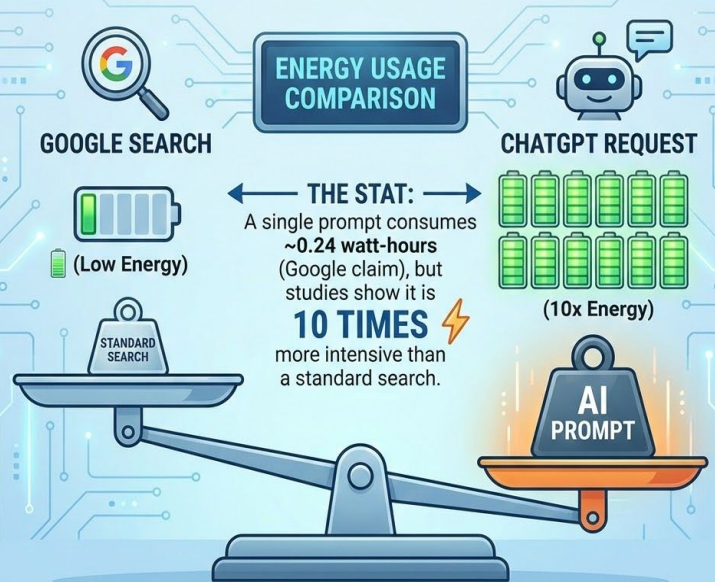 ENERGY USAGE
COMPARISON
GOOGLE SEARCH
CHATGPT REQUEST
(Low Energy)
THE STAT:
A single prompt consumes
~0.24 watt-hours
(Google claim), but
studies show it is
10 TIMES
more intensive than
a standard search.
(10x Energy)
STANDARD
SEARCH
AI
PROMPT